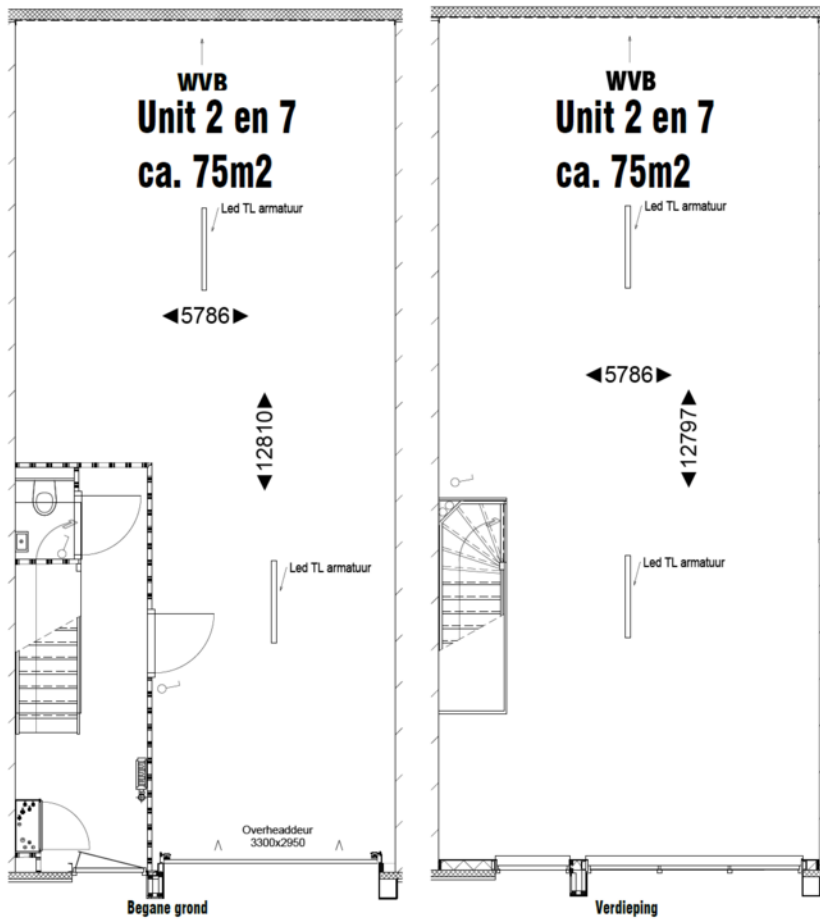 WVB
Unit 2 en 7
ca. 75m2
Led TL armatuur
5786
12810
Led TL armatuur
Overheaddeur
3300x2950
Begane grond
WVB
Unit 2 en 7
ca. 75m2
Led TL armatuur
5786
12797
Led TL armatuur
Verdieping